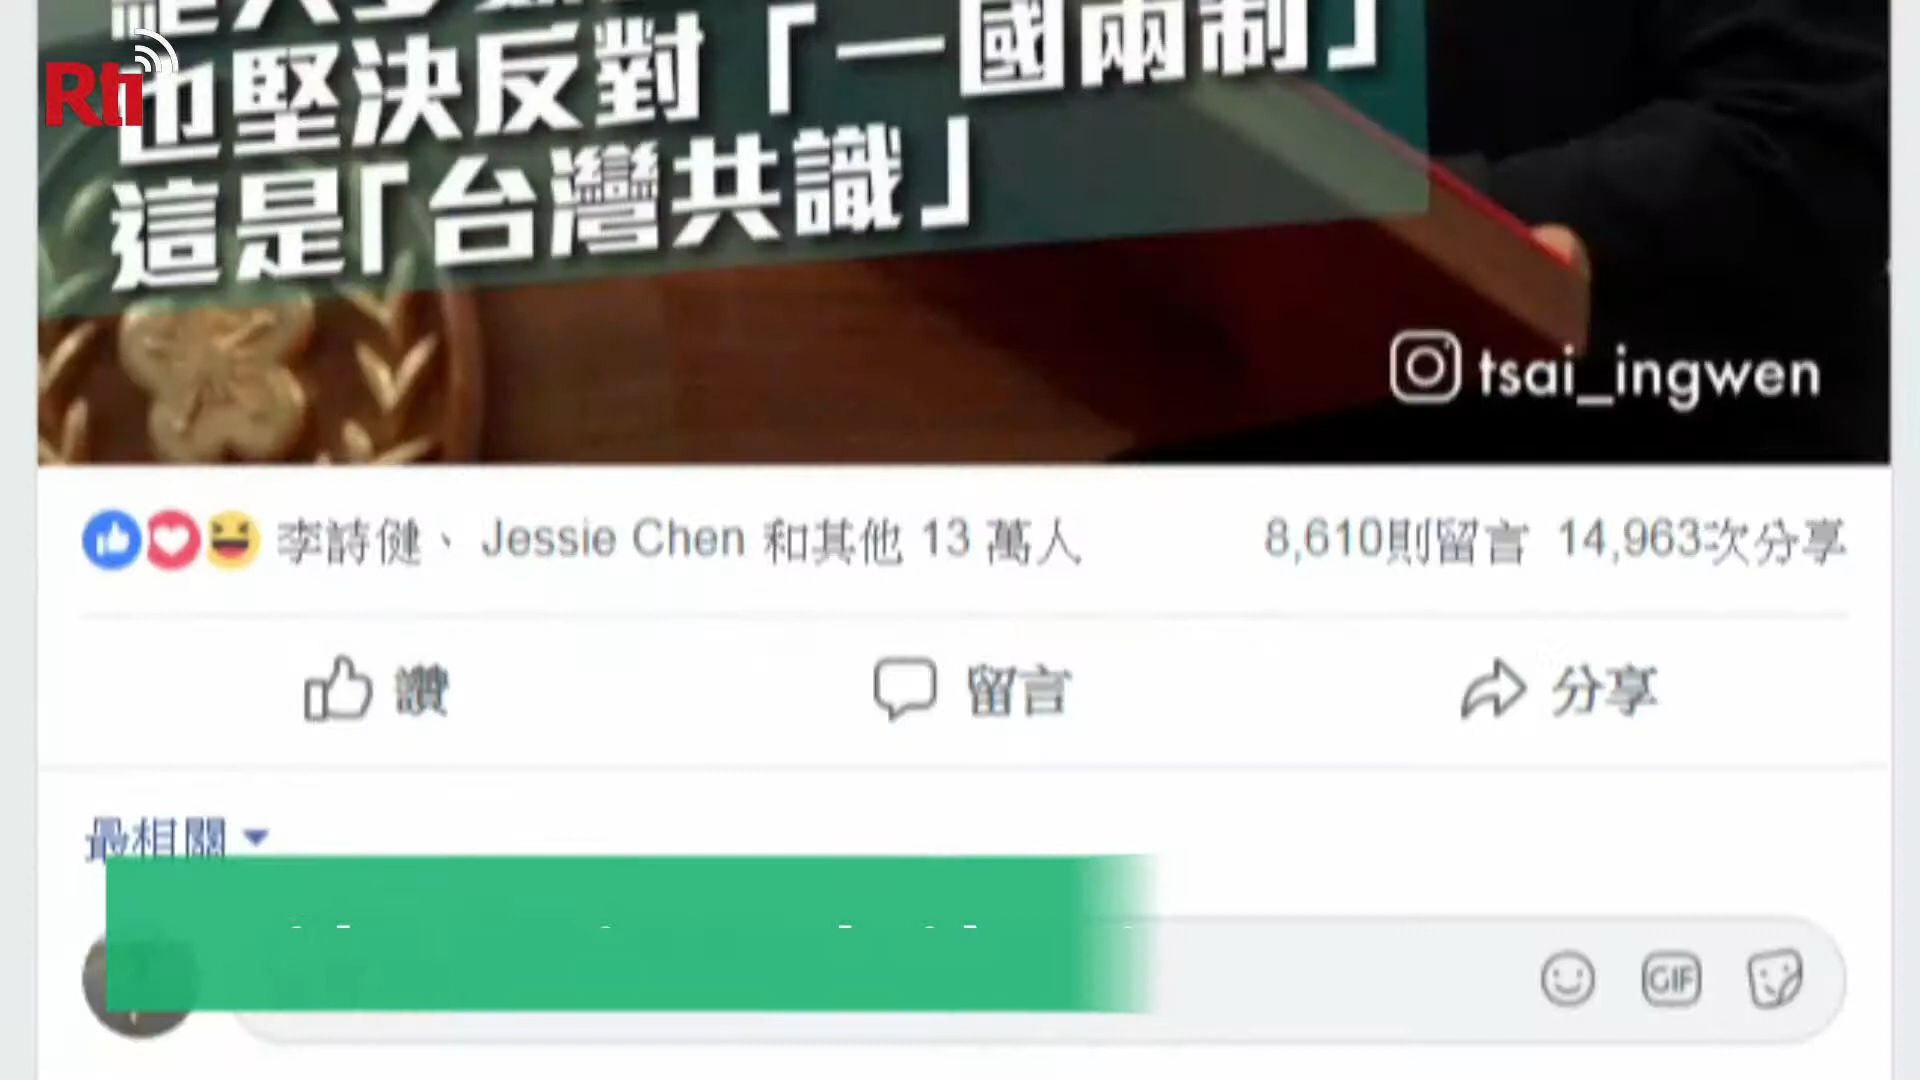 Rti
也堅決反對「一國兩制」
這是「台灣共識」
tsai_ingwen
李詩健、 Jessie Chen 和其他 13 萬人 8,610則留言 14,963次分享
讚 留言 分享
最相關
GIF